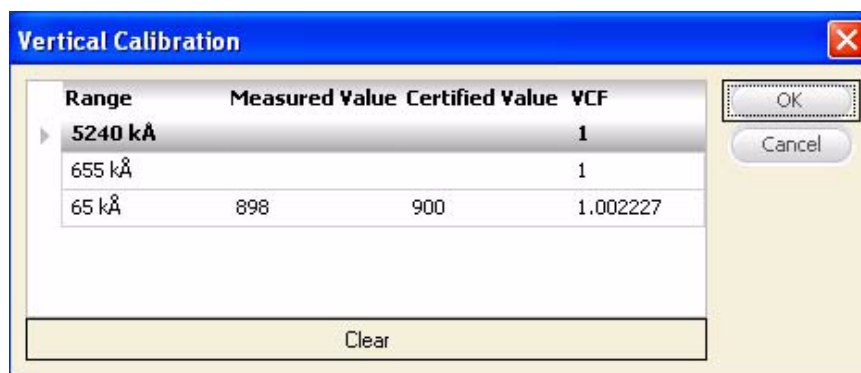 Vertical Calibration
Range Measured Value Certified Value VCF
5240 kÅ 1
655 kÅ 1
65 kÅ 898 900 1.002227
Clear
OK
Cancel